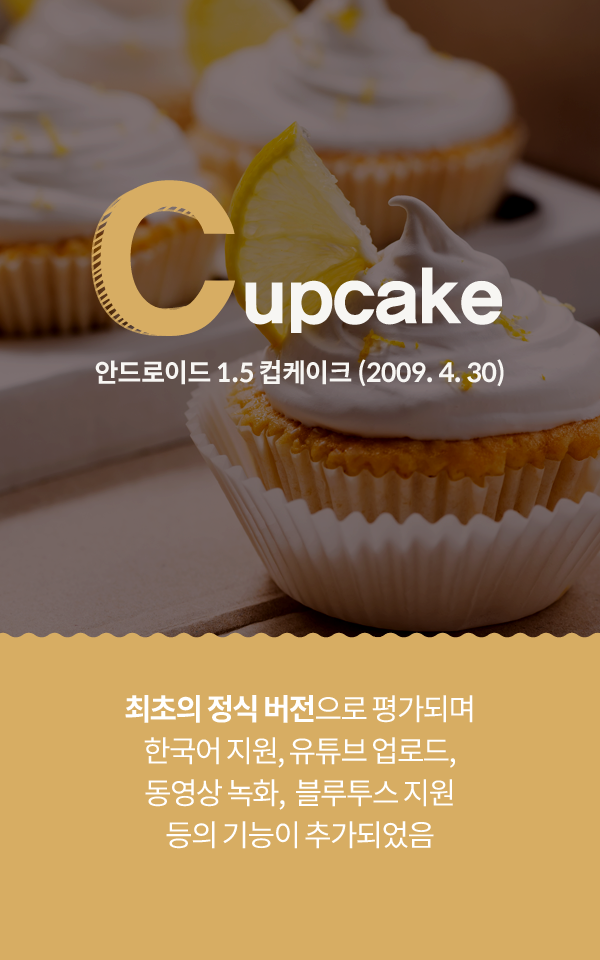 Cupcake
안드로이드 1.5 컵케이크 (2009. 4. 30)
최초의 정식 버전으로 평가되며
한국어 지원, 유튜브 업로드,
동영상 녹화, 블루투스 지원
등의 기능이 추가되었음